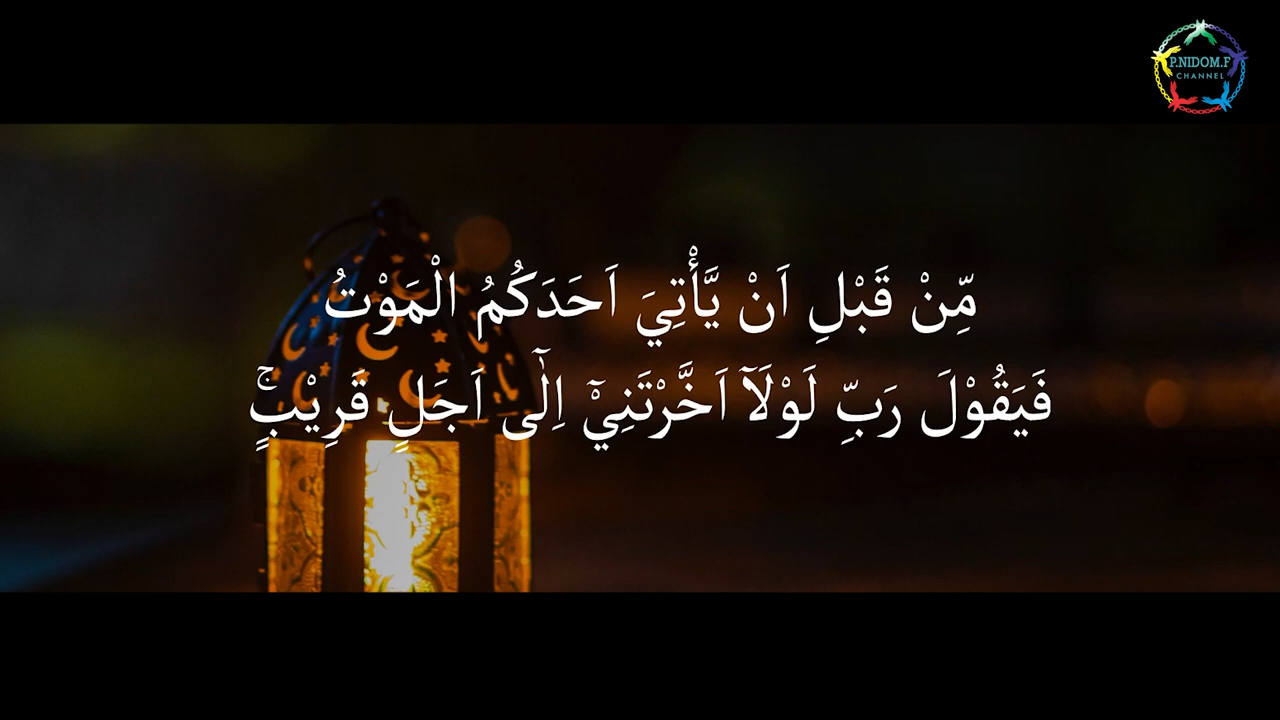 P.NIDOM.F
CHANNEL
مِّنْ قَبْلِ اَنْ يَّأْتِيَ اَحَدَكُمُ الْمَوْتُ
فَيَقُوْلَ رَبِّ لَوْلَآ اَخَّرْتَنِيْٓ اِلٰٓى اَجَلٍ قَرِيْبٍۚ